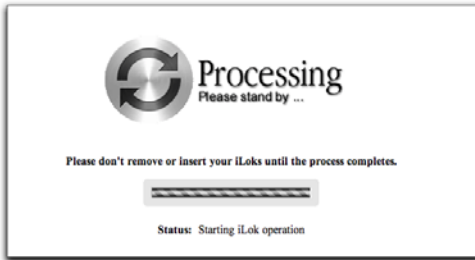 Processing
Please stand by ...
Please don't remove or insert your iLoks until the process completes.
Status: Starting iLok operation